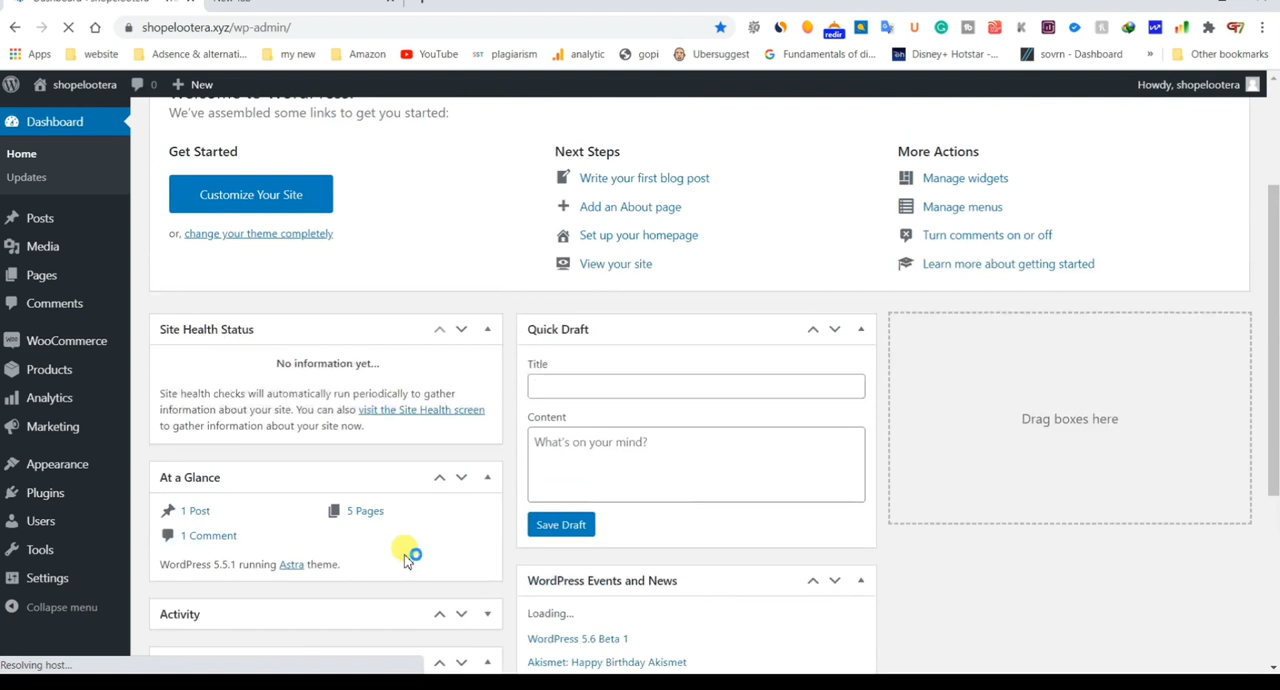 shopelootera.xyz/wp-admin/
redir
Apps website Adsence & alternati... my new Amazon YouTube SST plagiarism analytic gopi Ubersuggest Fundamentals of di... Disney+ Hotstar -... sovrn - Dashboard » Other bookmarks
shopelootera 0 New Howdy, shopelootera
Dashboard
Home
Updates
Posts
Media
Pages
Comments
WooCommerce
Products
Analytics
Marketing
Appearance
Plugins
Users
Tools
Settings
Collapse menu
Resolving host...
Welcome to WordPress!
We've assembled some links to get you started:
Get Started
Customize Your Site
or, change your theme completely
Next Steps
Write your first blog post
Add an About page
Set up your homepage
View your site
More Actions
Manage widgets
Manage menus
Turn comments on or off
Learn more about getting started
Site Health Status
No information yet...
Site health checks will automatically run periodically to gather
information about your site. You can also visit the Site Health screen
to gather information about your site now.
At a Glance
1 Post 5 Pages
1 Comment
WordPress 5.5.1 running Astra theme.
Activity
Quick Draft
Title
Content
What's on your mind?
Save Draft
WordPress Events and News
Loading...
WordPress 5.6 Beta 1
Akismet: Happy Birthday Akismet
Drag boxes here